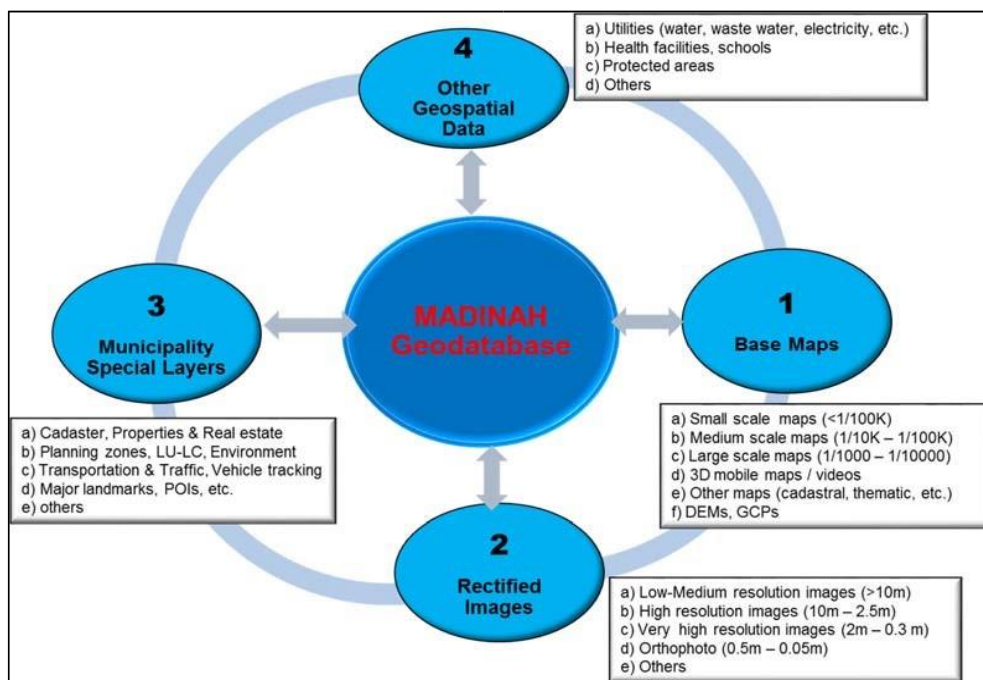 4
Other
Geospatial
Data
a) Utilities (water, waste water, electricity, etc.)
b) Health facilities, schools
c) Protected areas
d) Others
MADINAH
Geodatabase
1
Base Maps
a) Small scale maps (<1/100K)
b) Medium scale maps (1/10K – 1/100K)
c) Large scale maps (1/1000 – 1/10000)
d) 3D mobile maps / videos
e) Other maps (cadastral, thematic, etc.)
f) DEMs, GCPs
2
Rectified
Images
a) Low-Medium resolution images (>10m)
b) High resolution images (10m – 2.5m)
c) Very high resolution images (2m – 0.3 m)
d) Orthophoto (0.5m – 0.05m)
e) Others
3
Municipality
Special Layers
a) Cadaster, Properties & Real estate
b) Planning zones, LU-LC, Environment
c) Transportation & Traffic, Vehicle tracking
d) Major landmarks, POIs, etc.
e) others